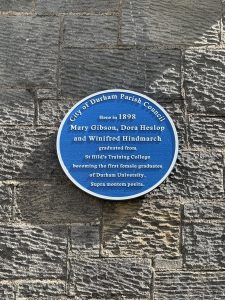 City of Durham Parish Council
Here in 1898
Mary Gibson, Dora Heslop
and Winifred Hindmarch
graduated from
St Hild's Training College
becoming the first female graduates
of Durham University.
Supra montem posita.